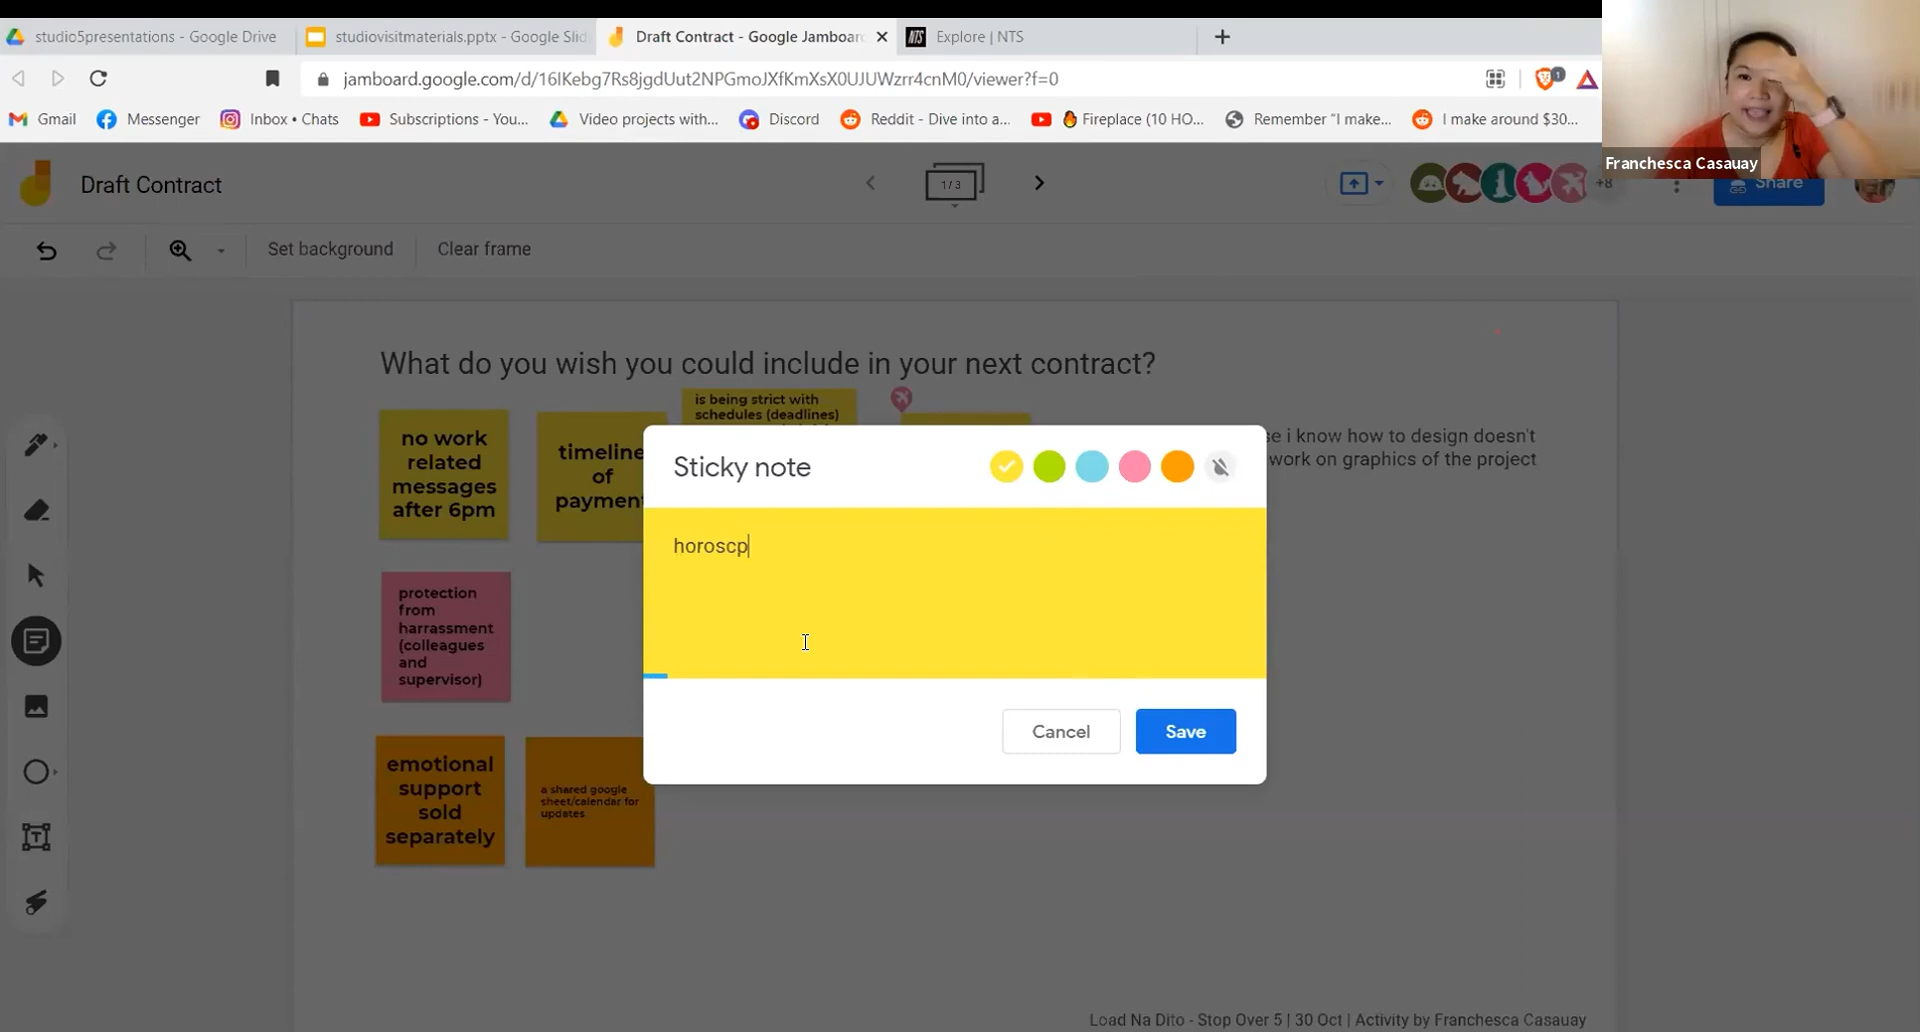 studio5presentations - Google Drive
studiovisitmaterials.pptx - Google Slid
Draft Contract - Google Jamboard
NTS
Explore | NTS
jamboard.google.com/d/16IKebg7Rs8jgdUut2NPGmoJXfKmXsX0UJUWzrr4cnM0/viewer?f=0
1
Gmail
Messenger
Inbox • Chats
Subscriptions - You...
Video projects with...
Discord
Reddit - Dive into a...
Fireplace (10 HO...
Remember “I make...
I make around $30...
Franchesca Casauay
Draft Contract
1/3
+8
Share
Set background
Clear frame
What do you wish you could include in your next contract?
no work
related
messages
after 6pm
timeline
of
payment
is being strict with
schedules (deadlines)
se i know how to design doesn't
work on graphics of the project
Sticky note
horoscp
Cancel
Save
protection
from
harrassment
(colleagues
and
supervisor)
emotional
support
sold
separately
a shared google
sheet/calendar for
updates
Load Na Dito - Stop Over 5 | 30 Oct | Activity by Franchesca Casauay